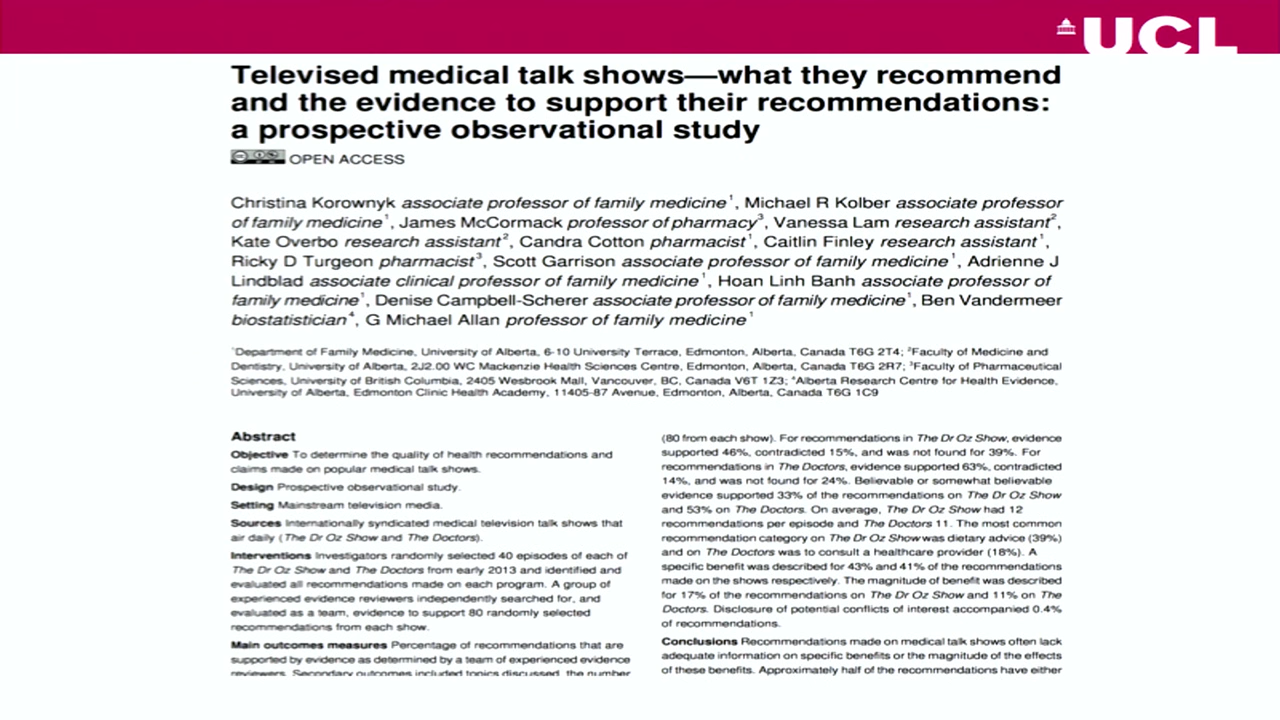 UCL
Televised medical talk shows—what they recommend
and the evidence to support their recommendations:
a prospective observational study
OPEN ACCESS
Christina Korownyk associate professor of family medicine¹, Michael R Kolber associate professor
of family medicine¹, James McCormack professor of pharmacy³, Vanessa Lam research assistant²,
Kate Overbo research assistant², Candra Cotton pharmacist¹, Caitlin Finley research assistant¹,
Ricky D Turgeon pharmacist³, Scott Garrison associate professor of family medicine¹, Adrienne J
Lindblad associate clinical professor of family medicine¹, Hoan Linh Banh associate professor of
family medicine¹, Denise Campbell-Scherer associate professor of family medicine¹, Ben Vandermeer
biostatistician⁴, G Michael Allan professor of family medicine¹
¹Department of Family Medicine, University of Alberta, 6-10 University Terrace, Edmonton, Alberta, Canada T6G 2T4; ²Faculty of Medicine and
Dentistry, University of Alberta, 2J2.00 WC Mackenzie Health Sciences Centre, Edmonton, Alberta, Canada T6G 2R7; ³Faculty of Pharmaceutical
Sciences, University of British Columbia, 2405 Wesbrook Mall, Vancouver, BC, Canada V6T 1Z3; ⁴Alberta Research Centre for Health Evidence,
University of Alberta, Edmonton Clinic Health Academy, 11405-87 Avenue, Edmonton, Alberta, Canada T6G 1C9
Abstract
Objective To determine the quality of health recommendations and
claims made on popular medical talk shows.
Design Prospective observational study.
Setting Mainstream television media.
Sources Internationally syndicated medical television talk shows that
air daily (The Dr Oz Show and The Doctors).
Interventions Investigators randomly selected 40 episodes of each of
The Dr Oz Show and The Doctors from early 2013 and identified and
evaluated all recommendations made on each program. A group of
experienced evidence reviewers independently searched for, and
evaluated as a team, evidence to support 80 randomly selected
recommendations from each show.
Main outcomes measures Percentage of recommendations that are
supported by evidence as determined by a team of experienced evidence
reviewers. Secondary outcomes included topics discussed, the number
(80 from each show). For recommendations in The Dr Oz Show, evidence
supported 46%, contradicted 15%, and was not found for 39%. For
recommendations in The Doctors, evidence supported 63%, contradicted
14%, and was not found for 24%. Believable or somewhat believable
evidence supported 33% of the recommendations on The Dr Oz Show
and 53% on The Doctors. On average, The Dr Oz Show had 12
recommendations per episode and The Doctors 11. The most common
recommendation category on The Dr Oz Show was dietary advice (39%)
and on The Doctors was to consult a healthcare provider (18%). A
specific benefit was described for 43% and 41% of the recommendations
made on the shows respectively. The magnitude of benefit was described
for 17% of the recommendations on The Dr Oz Show and 11% on The
Doctors. Disclosure of potential conflicts of interest accompanied 0.4%
of recommendations.
Conclusions Recommendations made on medical talk shows often lack
adequate information on specific benefits or the magnitude of the effects
of these benefits. Approximately half of the recommendations have either